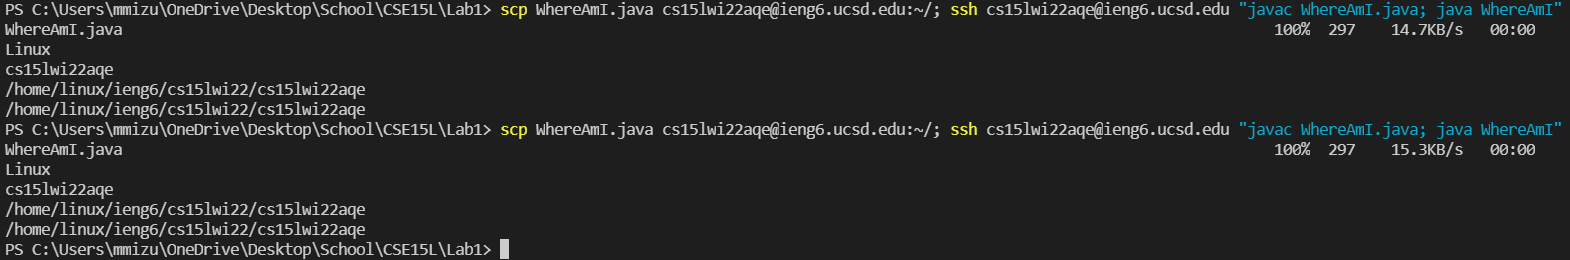 PS C:\Users\mmizu\OneDrive\Desktop\School\CSE15L\Lab1> scp WhereAmI.java cs15lwi22aqe@ieng6.ucsd.edu:~/; ssh cs15lwi22aqe@ieng6.ucsd.edu "javac WhereAmI.java; java WhereAmI"
WhereAmI.java 100% 297 14.7KB/s 00:00
Linux
cs15lwi22aqe
/home/linux/ieng6/cs15lwi22/cs15lwi22aqe
/home/linux/ieng6/cs15lwi22/cs15lwi22aqe
PS C:\Users\mmizu\OneDrive\Desktop\School\CSE15L\Lab1> scp WhereAmI.java cs15lwi22aqe@ieng6.ucsd.edu:~/; ssh cs15lwi22aqe@ieng6.ucsd.edu "javac WhereAmI.java; java WhereAmI"
WhereAmI.java 100% 297 15.3KB/s 00:00
Linux
cs15lwi22aqe
/home/linux/ieng6/cs15lwi22/cs15lwi22aqe
/home/linux/ieng6/cs15lwi22/cs15lwi22aqe
PS C:\Users\mmizu\OneDrive\Desktop\School\CSE15L\Lab1>